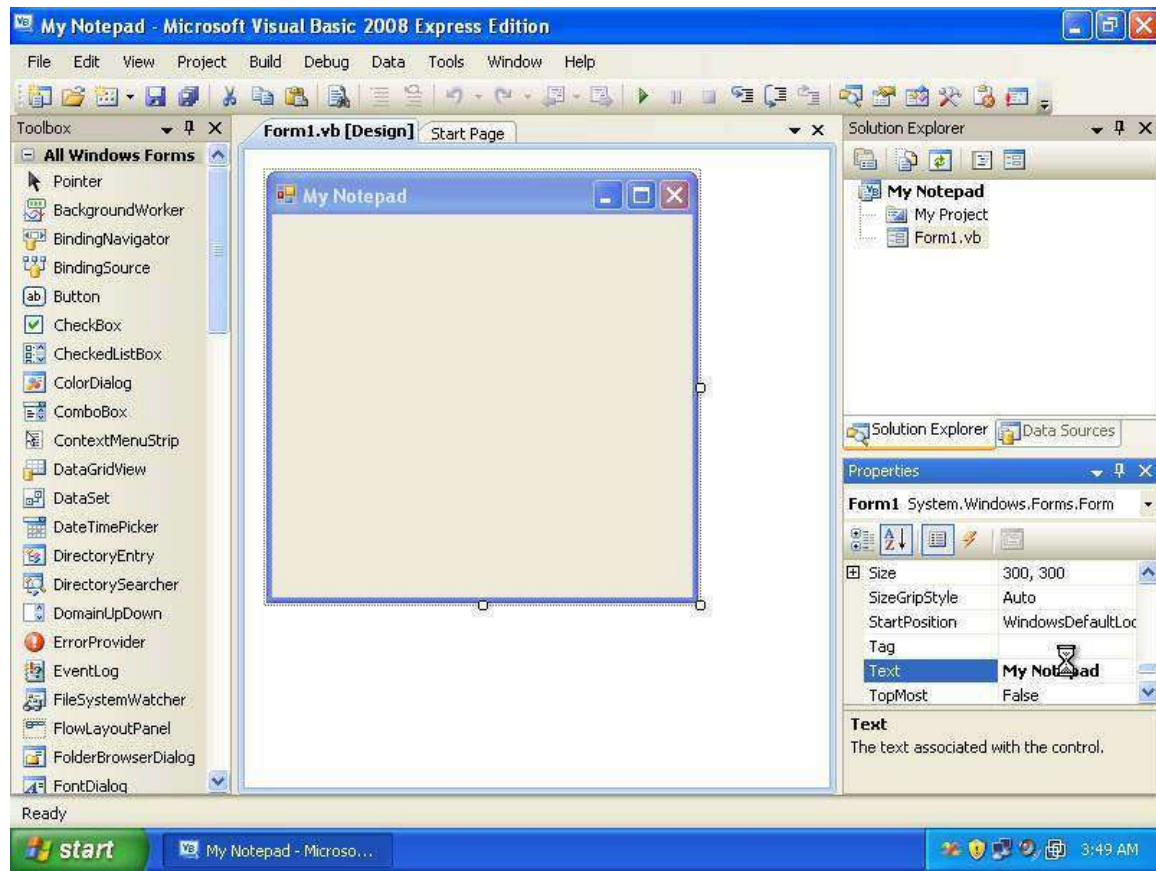 My Notepad - Microsoft Visual Basic 2008 Express Edition
File Edit View Project Build Debug Data Tools Window Help
Toolbox
All Windows Forms
Pointer
BackgroundWorker
BindingNavigator
BindingSource
Button
CheckBox
CheckedListBox
ColorDialog
ComboBox
ContextMenuStrip
DataGridView
DataSet
DateTimePicker
DirectoryEntry
DirectorySearcher
DomainUpDown
ErrorProvider
EventLog
FileSystemWatcher
FlowLayoutPanel
FolderBrowserDialog
FontDialog
Form1.vb [Design] Start Page
My Notepad
Solution Explorer
My Notepad
My Project
Form1.vb
Solution Explorer Data Sources
Properties
Form1 System.Windows.Forms.Form
Size 300, 300
SizeGripStyle Auto
StartPosition WindowsDefaultLoc
Tag
Text My Notepad
TopMost False
Text
The text associated with the control.
Ready
start My Notepad - Microso... 3:49 AM